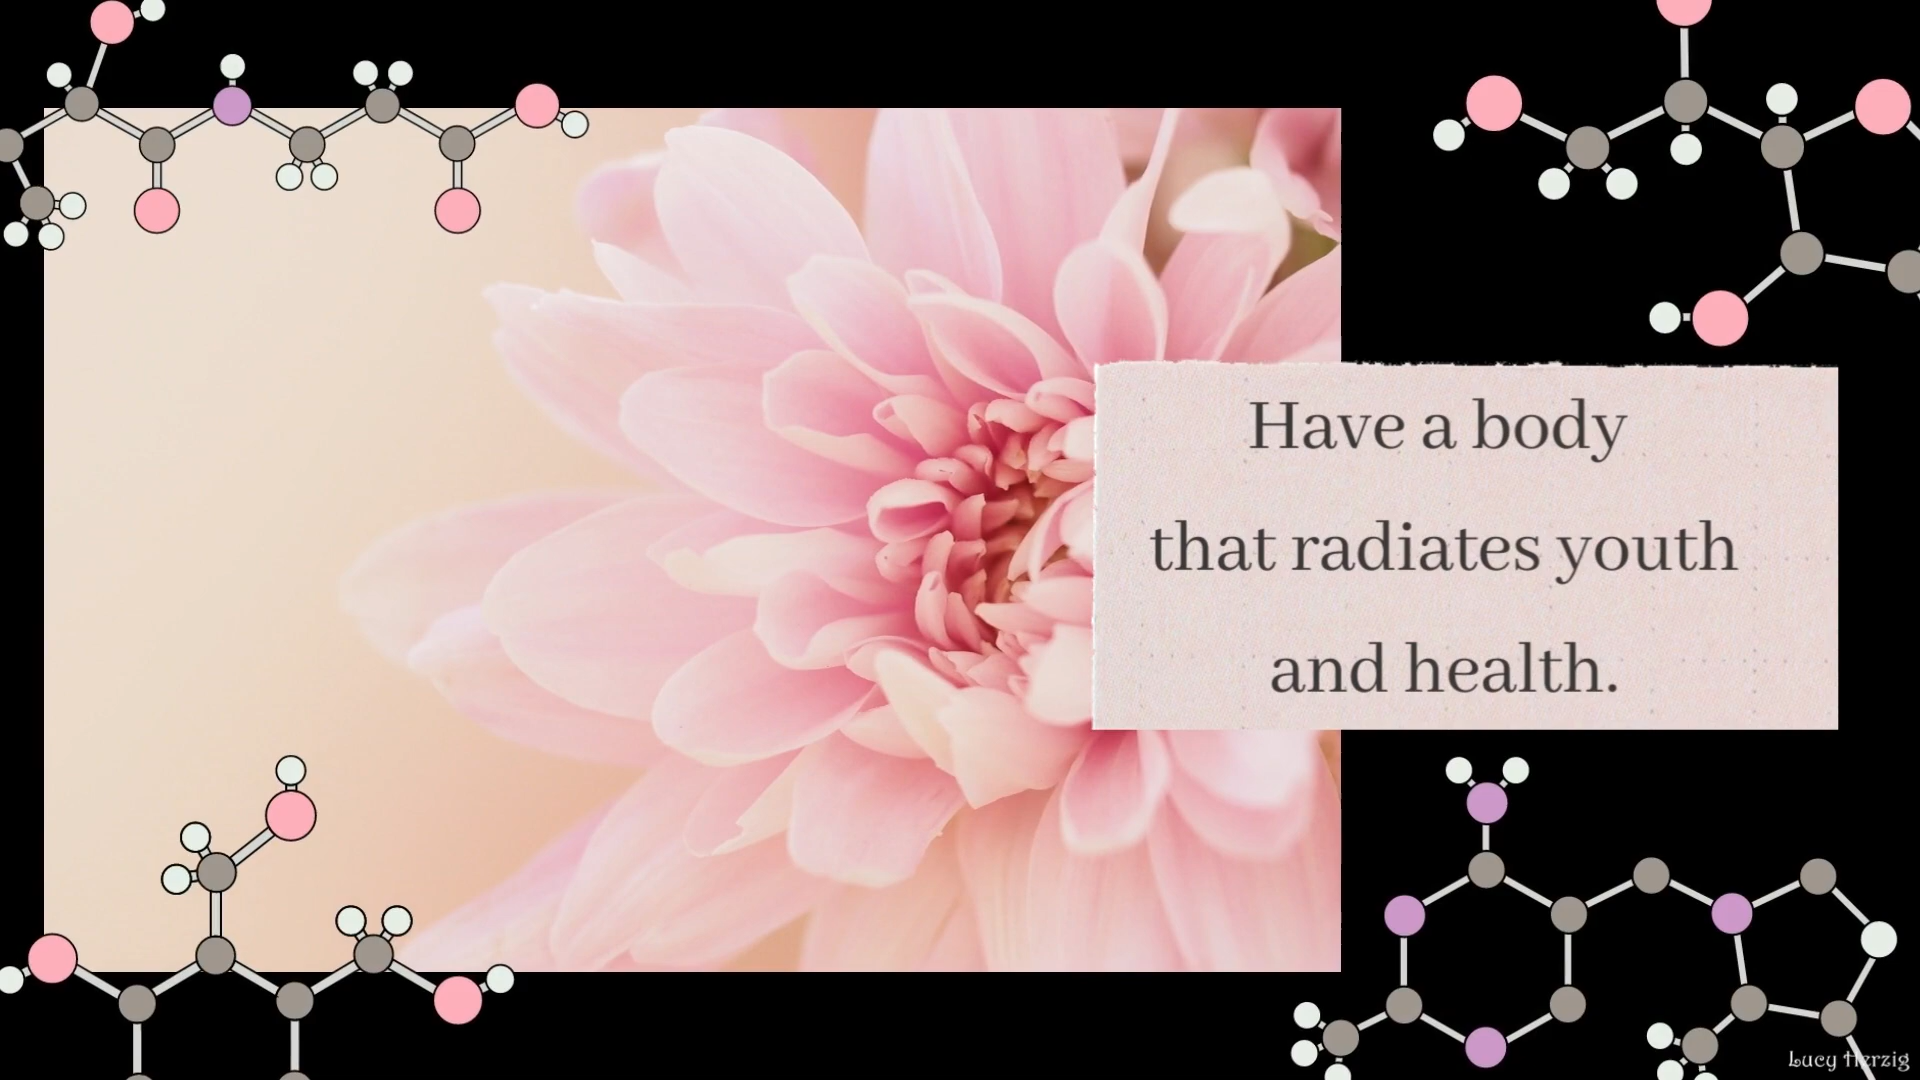 Have a body
that radiates youth
and health.
Lucy Herzig